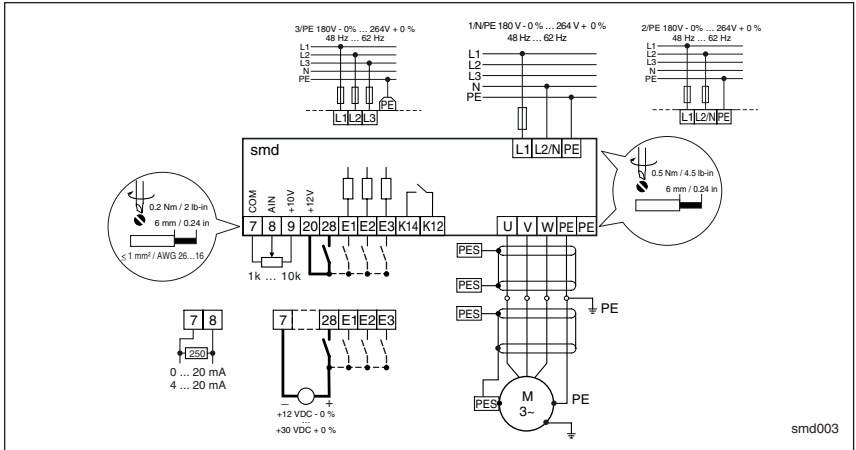 3/PE 180V - 0% ... 264V + 0 %
48 Hz ... 62 Hz
L1
L2
L3
N
PE
PE
L1 L2 L3
1/N/PE 180 V - 0 % ... 264 V + 0 %
48 Hz ... 62 Hz
L1
L2
L3
N
PE
L1 L2/N PE
2/PE 180V - 0% ... 264V + 0 %
48 Hz ... 62 Hz
L1
L2
L3
N
PE
L1 L2/N PE
smd
0.2 Nm / 2 lb-in
6 mm / 0.24 in
≤ 1 mm² / AWG 26...16
0.5 Nm / 4.5 lb-in
6 mm / 0.24 in
COM AIN +10V +12V
7 8 9 20 28 E1 E2 E3 K14 K12
U V W PE PE
1k ... 10k
PES
PES
PES
PES
PE
7 8
250
0 ... 20 mA
4 ... 20 mA
7 28 E1 E2 E3
– +
+12 VDC - 0 %
...
+30 VDC + 0 %
M
3~
PE
PES
smd003